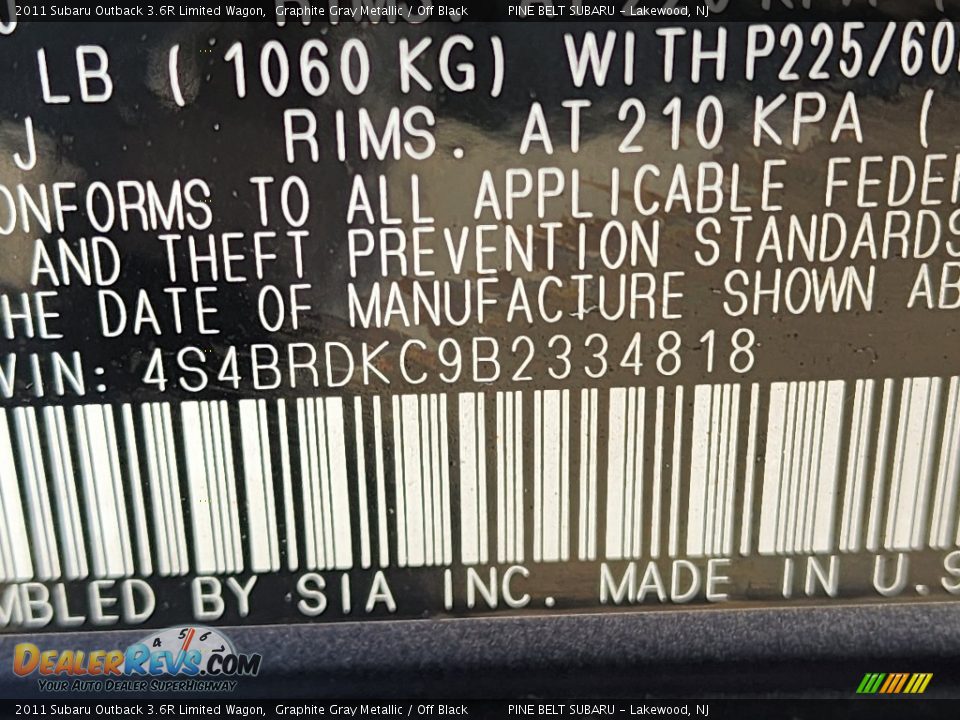 2011 Subaru Outback 3.6R Limited Wagon, Graphite Gray Metallic / Off Black PINE BELT SUBARU - Lakewood, NJ
LB ( 1060 KG) WITH P225/60
J RIMS. AT 210 KPA (
ONFORMS TO ALL APPLICABLE FEDER
AND THEFT PREVENTION STANDARDS
HE DATE OF MANUFACTURE SHOWN AB
VIN: 4S4BRDKC9B2334818
MBLED BY SIA INC. MADE IN U.S
DEALERREVS.COM
YOUR AUTO DEALER SUPERHIGHWAY
2011 Subaru Outback 3.6R Limited Wagon, Graphite Gray Metallic / Off Black PINE BELT SUBARU - Lakewood, NJ